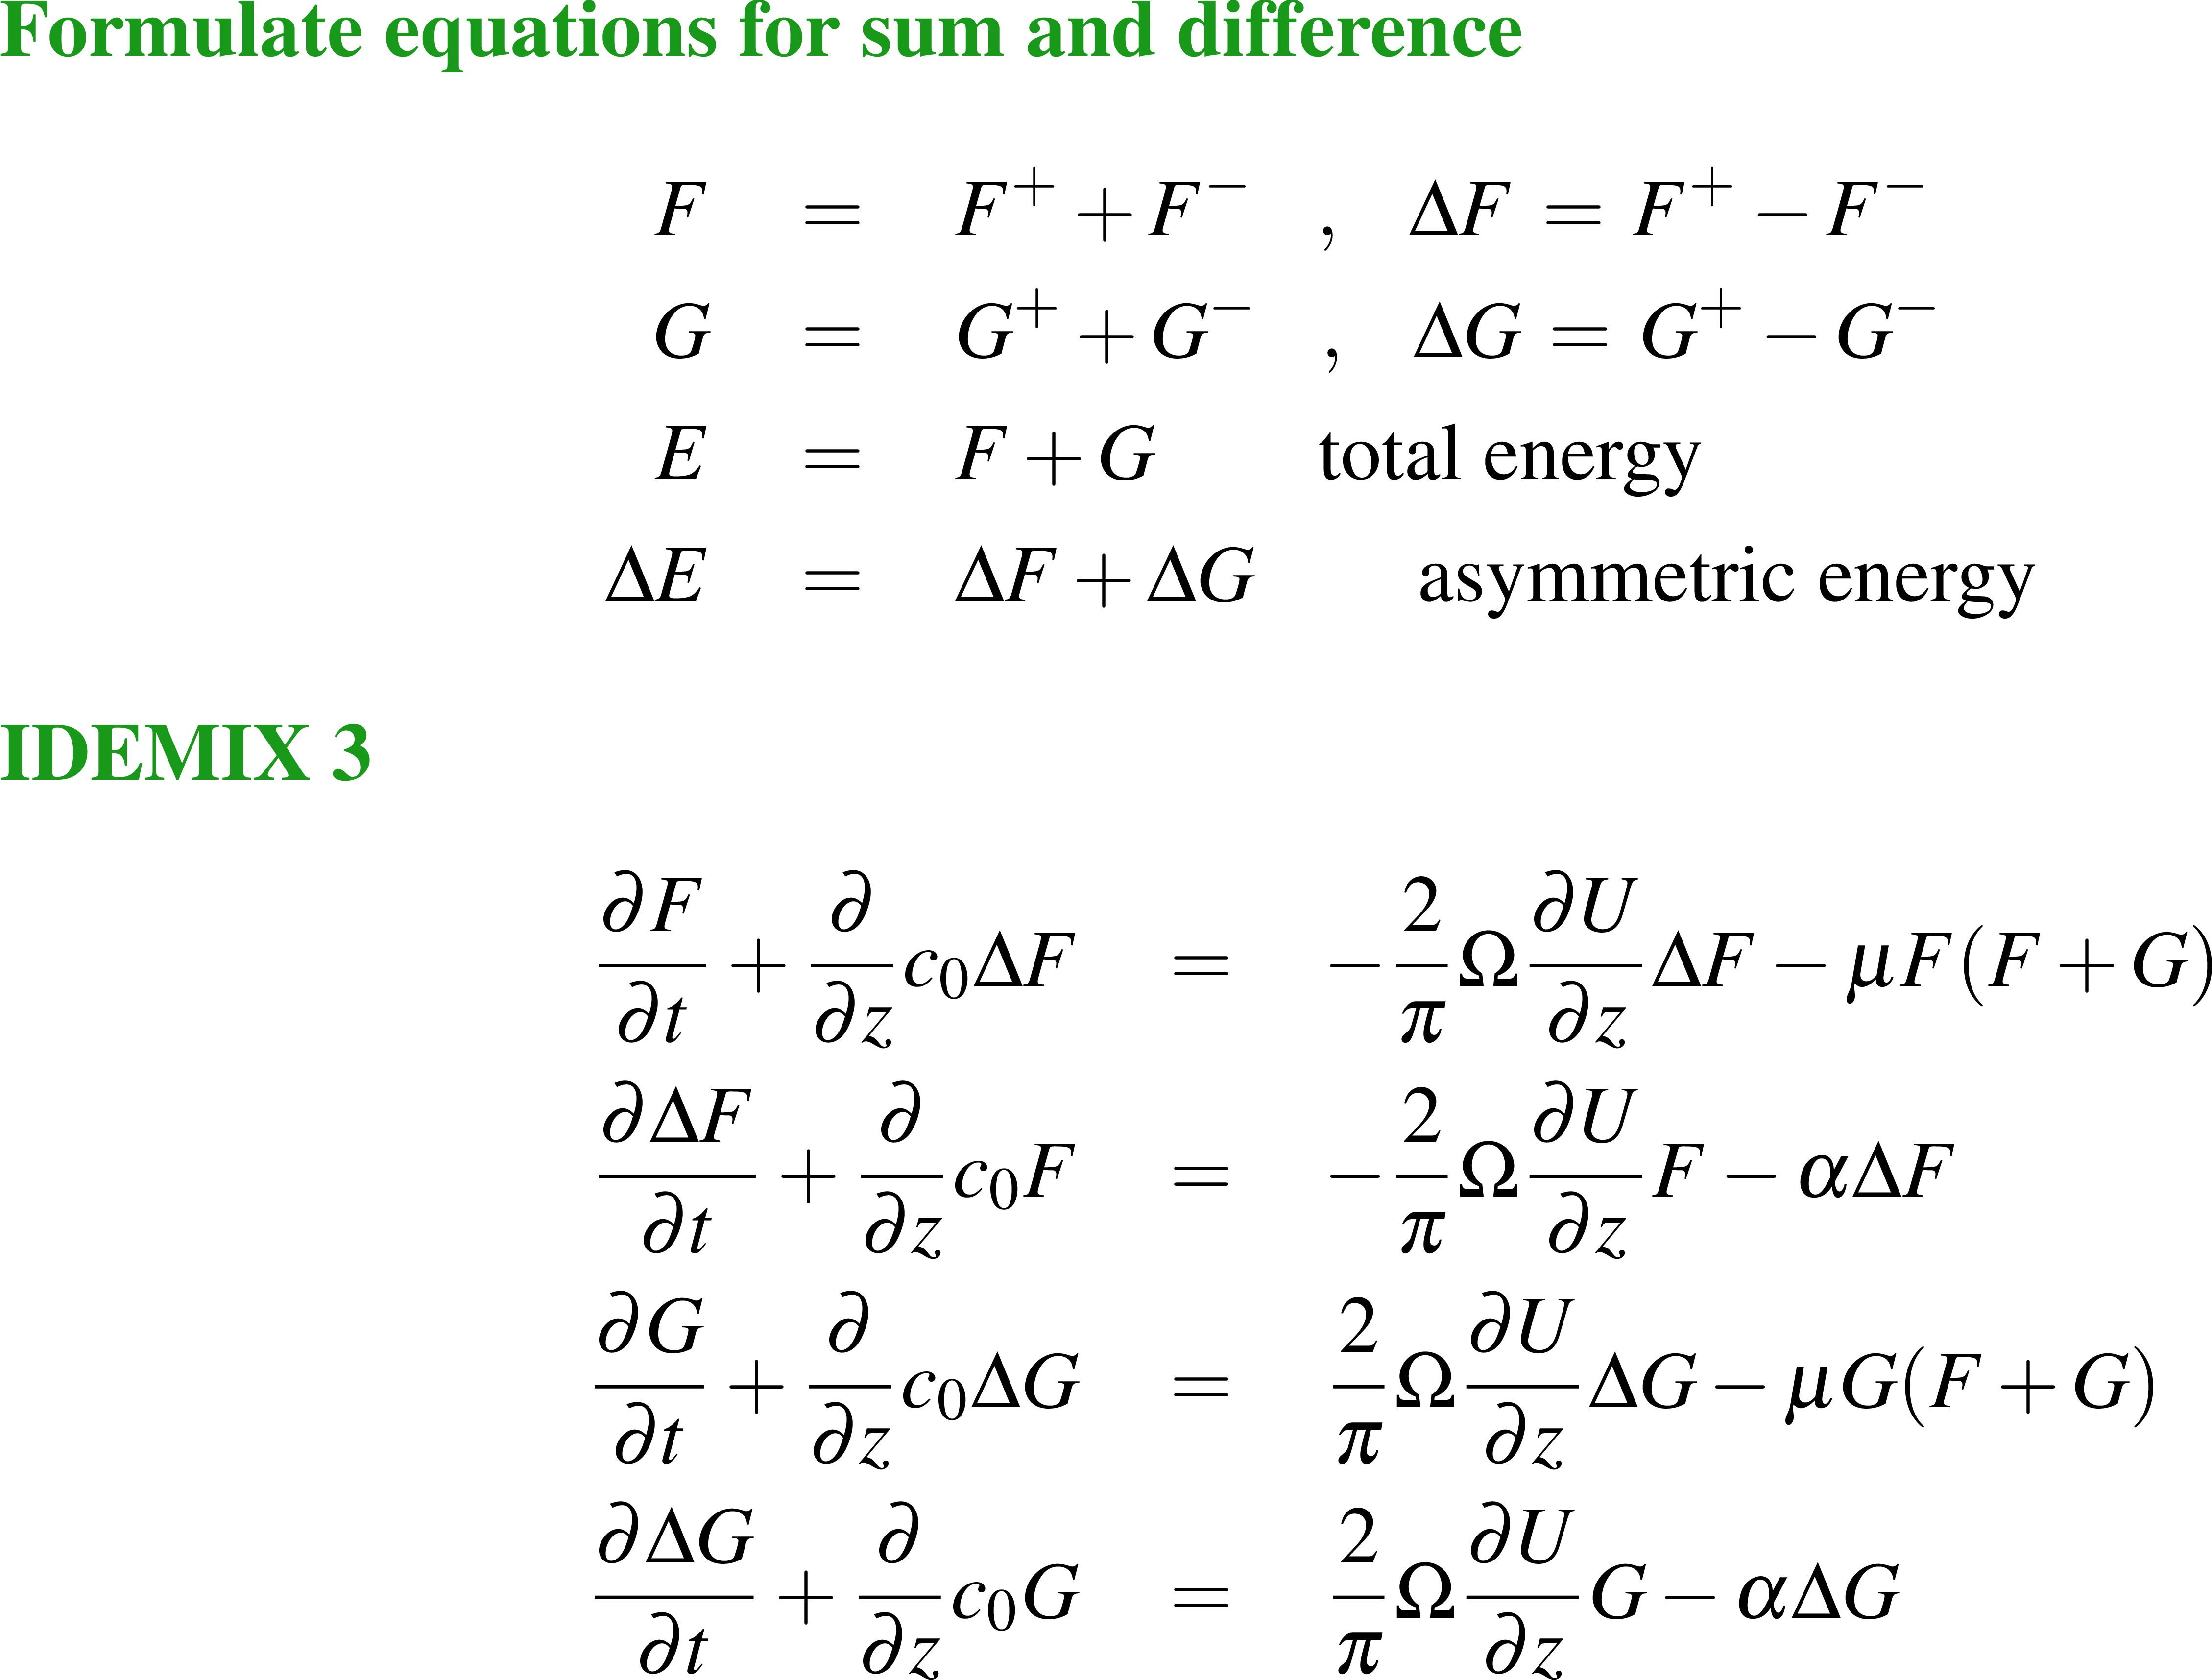 Formulate equations for sum and difference
F = F⁺ + F⁻ , ΔF = F⁺ − F⁻
G = G⁺ + G⁻ , ΔG = G⁺ − G⁻
E = F + G total energy
ΔE = ΔF + ΔG asymmetric energy
IDEMIX 3
∂F/∂t + ∂/∂z c₀ΔF = −2/π Ω ∂U/∂z ΔF − μF(F + G)
∂ΔF/∂t + ∂/∂z c₀F = −2/π Ω ∂U/∂z F − αΔF
∂G/∂t + ∂/∂z c₀ΔG = 2/π Ω ∂U/∂z ΔG − μG(F + G)
∂ΔG/∂t + ∂/∂z c₀G = 2/π Ω ∂U/∂z G − αΔG